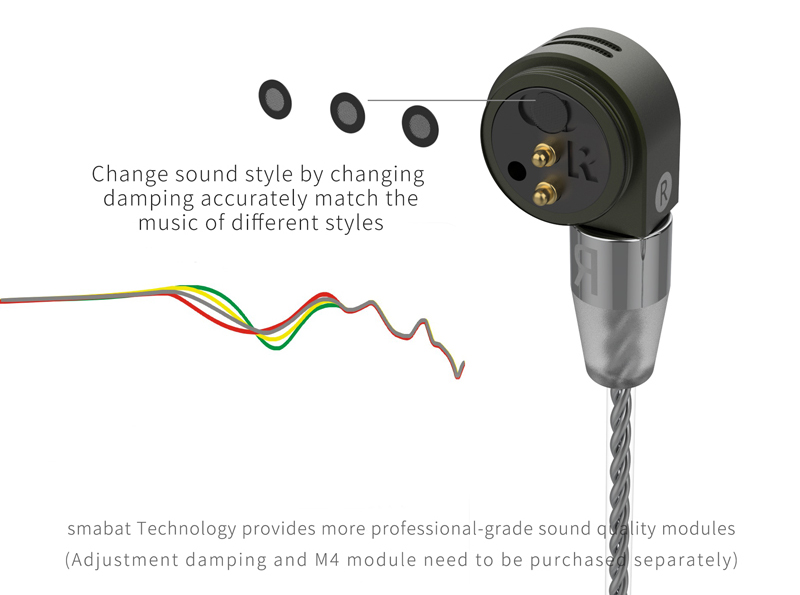 R
R
R
Change sound style by changing
damping accurately match the
music of different styles
smabat Technology provides more professional-grade sound quality modules
(Adjustment damping and M4 module need to be purchased separately)